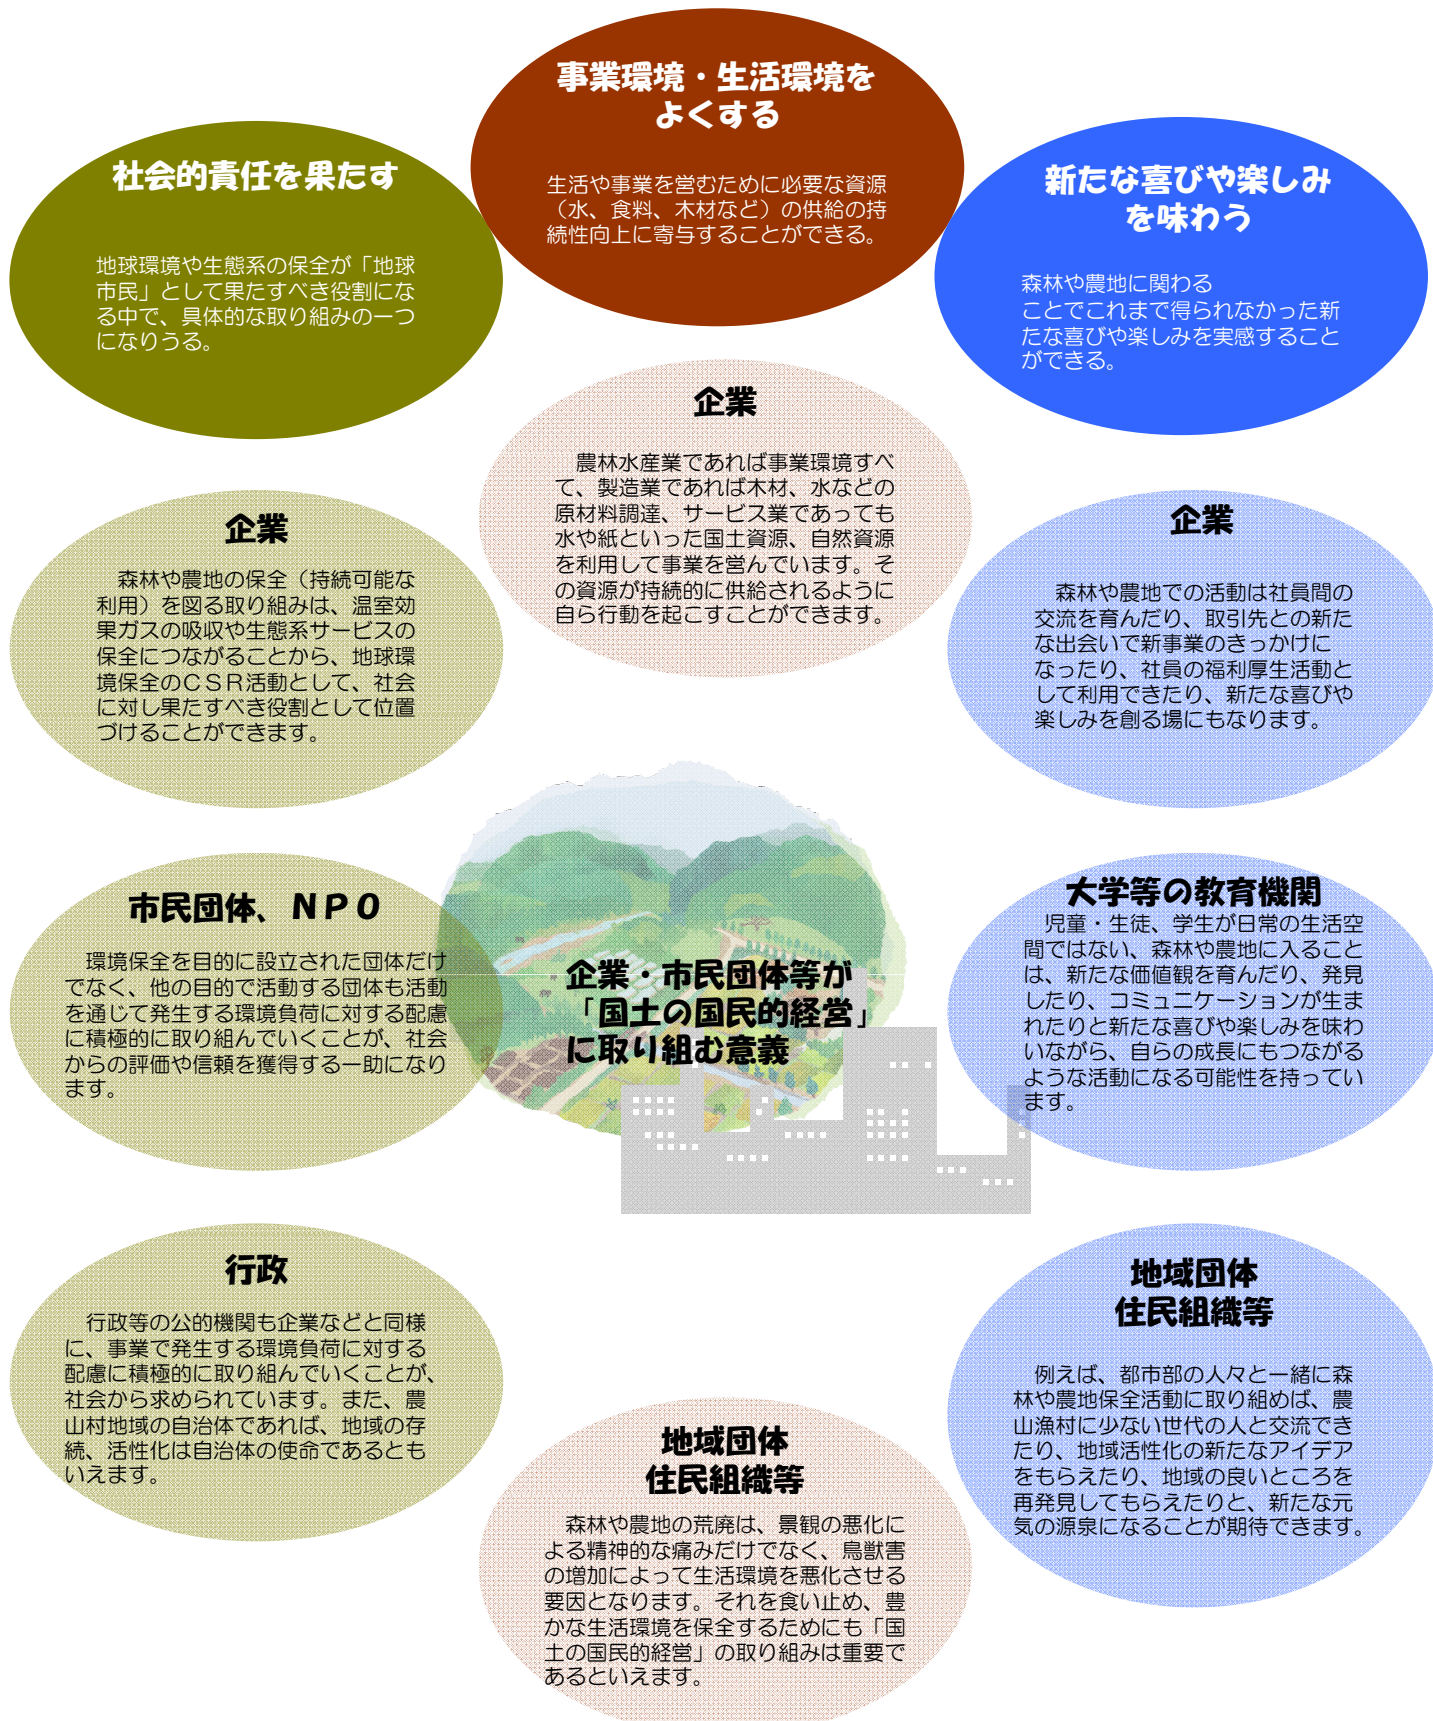 事業環境・生活環境を
よくする
生活や事業を営むために必要な資源
（水、食料、木材など）の供給の持
続性向上に寄与することができる。
社会的責任を果たす
地球環境や生態系の保全が「地球
市民」として果たすべき役割にな
る中で、具体的な取り組みの一つ
になりうる。
新たな喜びや楽しみ
を味わう
森林や農地に関わる
ことでこれまで得られなかった新
たな喜びや楽しみを実感すること
ができる。
企業
農林水産業であれば事業環境すべ
て、製造業であれば木材、水などの
原材料調達、サービス業であっても
水や紙といった国土資源、自然資源
を利用して事業を営んでいます。そ
の資源が持続的に供給されるように
自ら行動を起こすことができます。
企業
森林や農地の保全（持続可能な
利用）を図る取り組みは、温室効
果ガスの吸収や生態系サービスの
保全につながることから、地球環
境保全のＣＳＲ活動として、社会
に対し果たすべき役割として位置
づけることができます。
企業
森林や農地での活動は社員間の
交流を育んだり、取引先との新た
な出会いで新事業のきっかけに
なったり、社員の福利厚生活動と
して利用できたり、新たな喜びや
楽しみを創る場にもなります。
市民団体、ＮＰＯ
環境保全を目的に設立された団体だけ
でなく、他の目的で活動する団体も活動
を通じて発生する環境負荷に対する配慮
に積極的に取り組んでいくことが、社会
からの評価や信頼を獲得する一助になり
ます。
企業・市民団体等が
「国土の国民的経営」
に取り組む意義
大学等の教育機関
児童・生徒、学生が日常の生活空
間ではない、森林や農地に入ること
は、新たな価値観を育んだり、発見
したり、コミュニケーションが生ま
れたりと新たな喜びや楽しみを味わ
いながら、自らの成長にもつながる
ような活動になる可能性を持ってい
ます。
行政
行政等の公的機関も企業などと同様
に、事業で発生する環境負荷に対する
配慮に積極的に取り組んでいくことが、
社会から求められています。また、農
山村地域の自治体であれば、地域の存
続、活性化は自治体の使命であるとも
いえます。
地域団体
住民組織等
例えば、都市部の人々と一緒に森
林や農地保全活動に取り組めば、農
山漁村に少ない世代の人と交流でき
たり、地域活性化の新たなアイデア
をもらえたり、地域の良いところを
再発見してもらえたりと、新たな元
気の源泉になることが期待できます。
地域団体
住民組織等
森林や農地の荒廃は、景観の悪化に
よる精神的な痛みだけでなく、鳥獣害
の増加によって生活環境を悪化させる
要因となります。それを食い止め、豊
かな生活環境を保全するためにも「国
土の国民的経営」の取り組みは重要で
あるといえます。